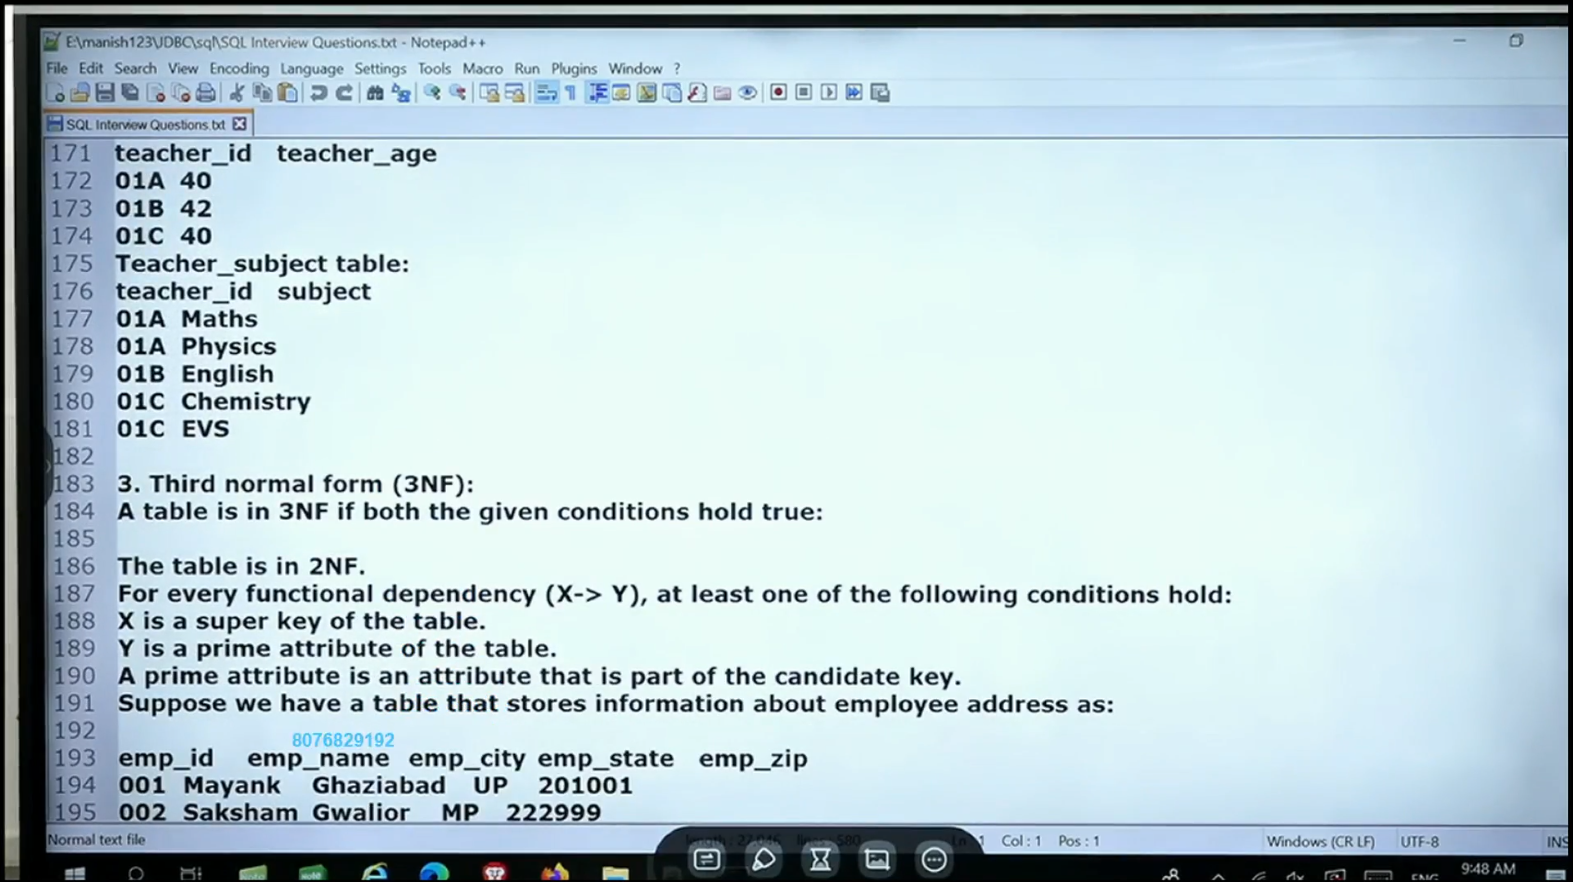 E:\manish123\JDBC\sql\SQL Interview Questions.txt - Notepad++
File Edit Search View Encoding Language Settings Tools Macro Run Plugins Window ?
SQL Interview Questions.txt
171 teacher_id teacher_age
172 01A 40
173 01B 42
174 01C 40
175 Teacher_subject table:
176 teacher_id subject
177 01A Maths
178 01A Physics
179 01B English
180 01C Chemistry
181 01C EVS
182
183 3. Third normal form (3NF):
184 A table is in 3NF if both the given conditions hold true:
185
186 The table is in 2NF.
187 For every functional dependency (X-> Y), at least one of the following conditions hold:
188 X is a super key of the table.
189 Y is a prime attribute of the table.
190 A prime attribute is an attribute that is part of the candidate key.
191 Suppose we have a table that stores information about employee address as:
192
8076829192
193 emp_id emp_name emp_city emp_state emp_zip
194 001 Mayank Ghaziabad UP 201001
195 002 Saksham Gwalior MP 222999
Normal text file length : 27,046 lines : 580 Col : 1 Pos : 1 Windows (CR LF) UTF-8 INS
ENG 9:48 AM